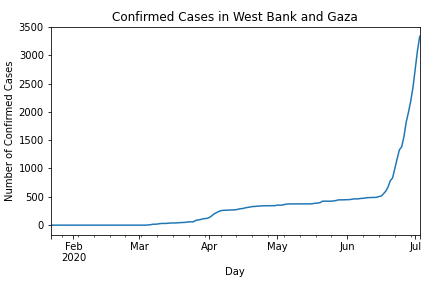 Confirmed Cases in West Bank and Gaza
Number of Confirmed Cases
3500
3000
2500
2000
1500
1000
500
0
Feb Mar Apr May Jun Jul
2020
Day